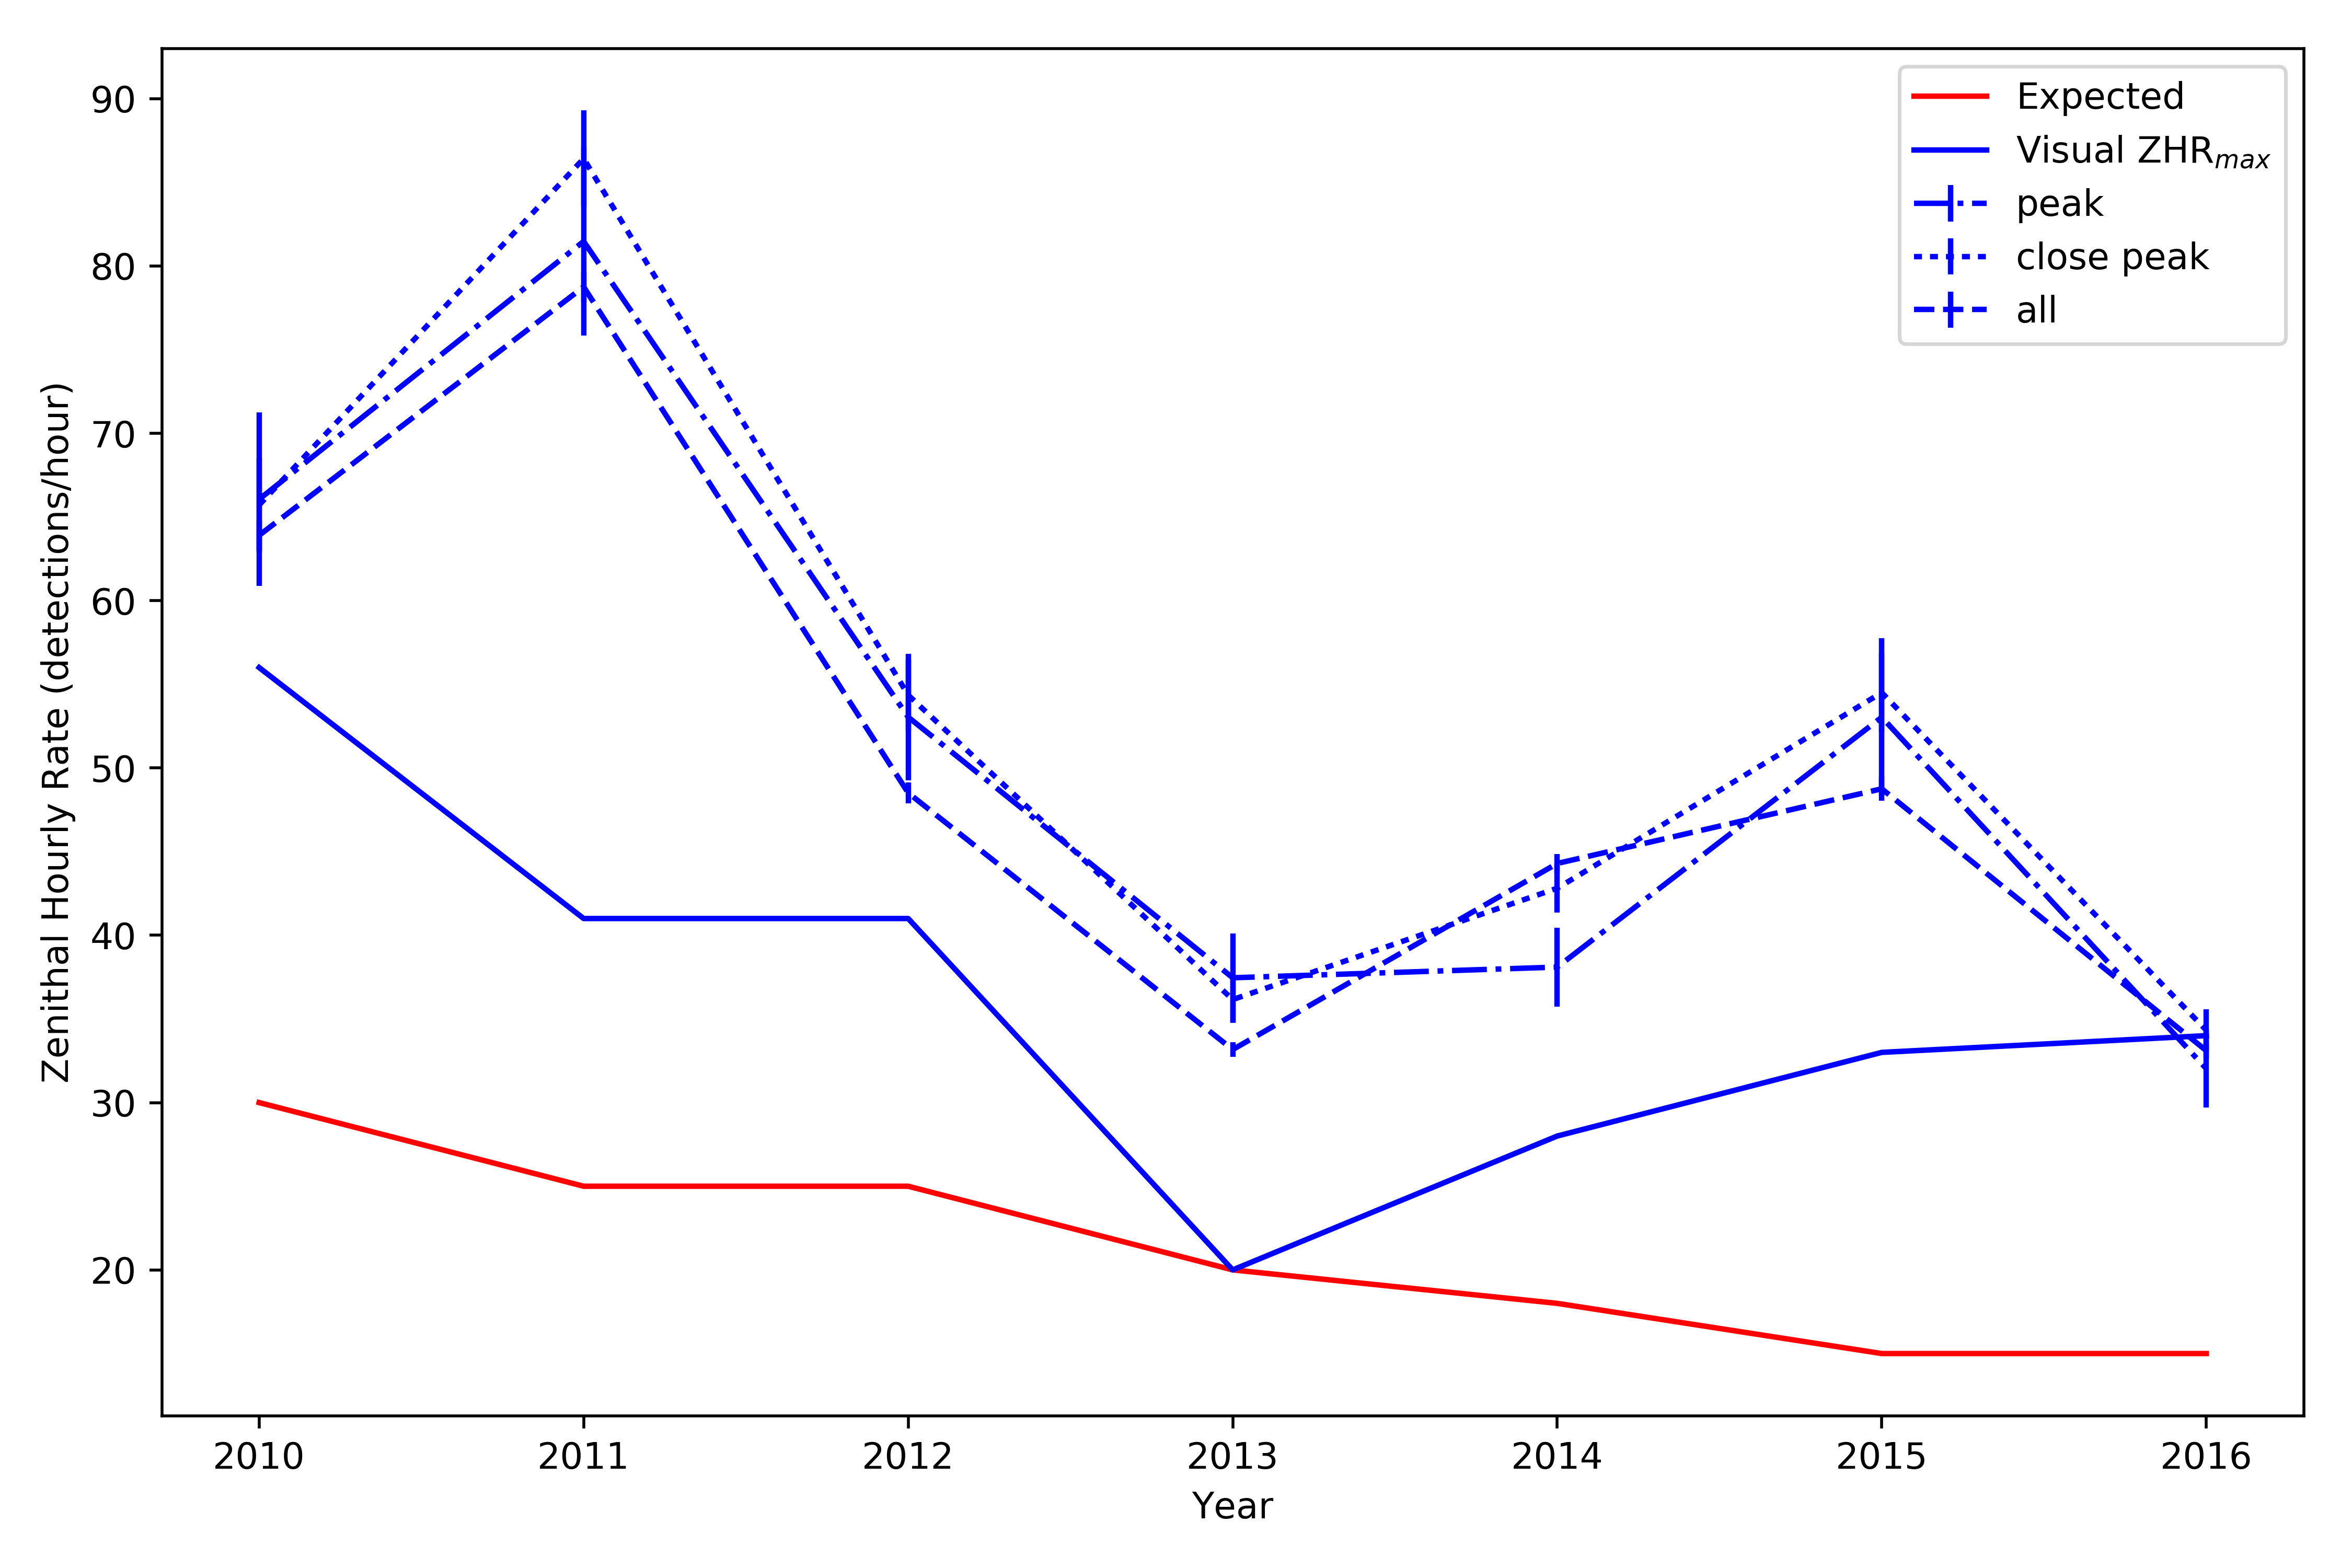 90
80
70
60
50
40
30
20
Zenithal Hourly Rate (detections/hour)
Expected
Visual ZHRmax
peak
close peak
all
2010 2011 2012 2013 2014 2015 2016
Year